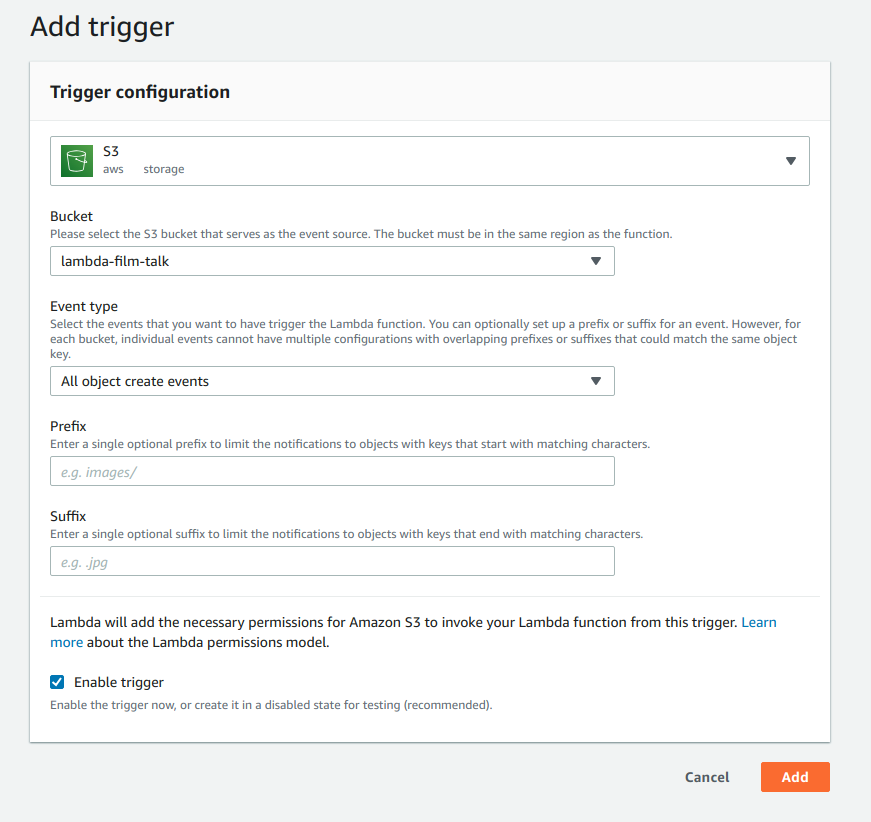 Add trigger
Trigger configuration
S3
aws storage
Bucket
Please select the S3 bucket that serves as the event source. The bucket must be in the same region as the function.
lambda-film-talk
Event type
Select the events that you want to have trigger the Lambda function. You can optionally set up a prefix or suffix for an event. However, for
each bucket, individual events cannot have multiple configurations with overlapping prefixes or suffixes that could match the same object
key.
All object create events
Prefix
Enter a single optional prefix to limit the notifications to objects with keys that start with matching characters.
e.g. images/
Suffix
Enter a single optional suffix to limit the notifications to objects with keys that end with matching characters.
e.g. .jpg
Lambda will add the necessary permissions for Amazon S3 to invoke your Lambda function from this trigger. Learn
more about the Lambda permissions model.
Enable trigger
Enable the trigger now, or create it in a disabled state for testing (recommended).
Cancel Add